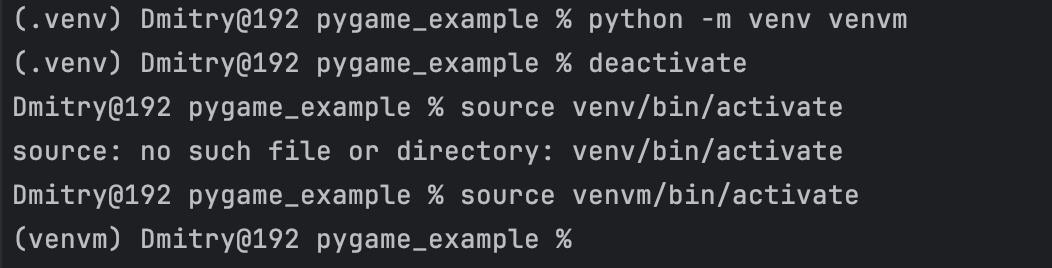 (.venv) Dmitry@192 pygame_example % python -m venv venvm
(.venv) Dmitry@192 pygame_example % deactivate
Dmitry@192 pygame_example % source venv/bin/activate
source: no such file or directory: venv/bin/activate
Dmitry@192 pygame_example % source venvm/bin/activate
(venvm) Dmitry@192 pygame_example %